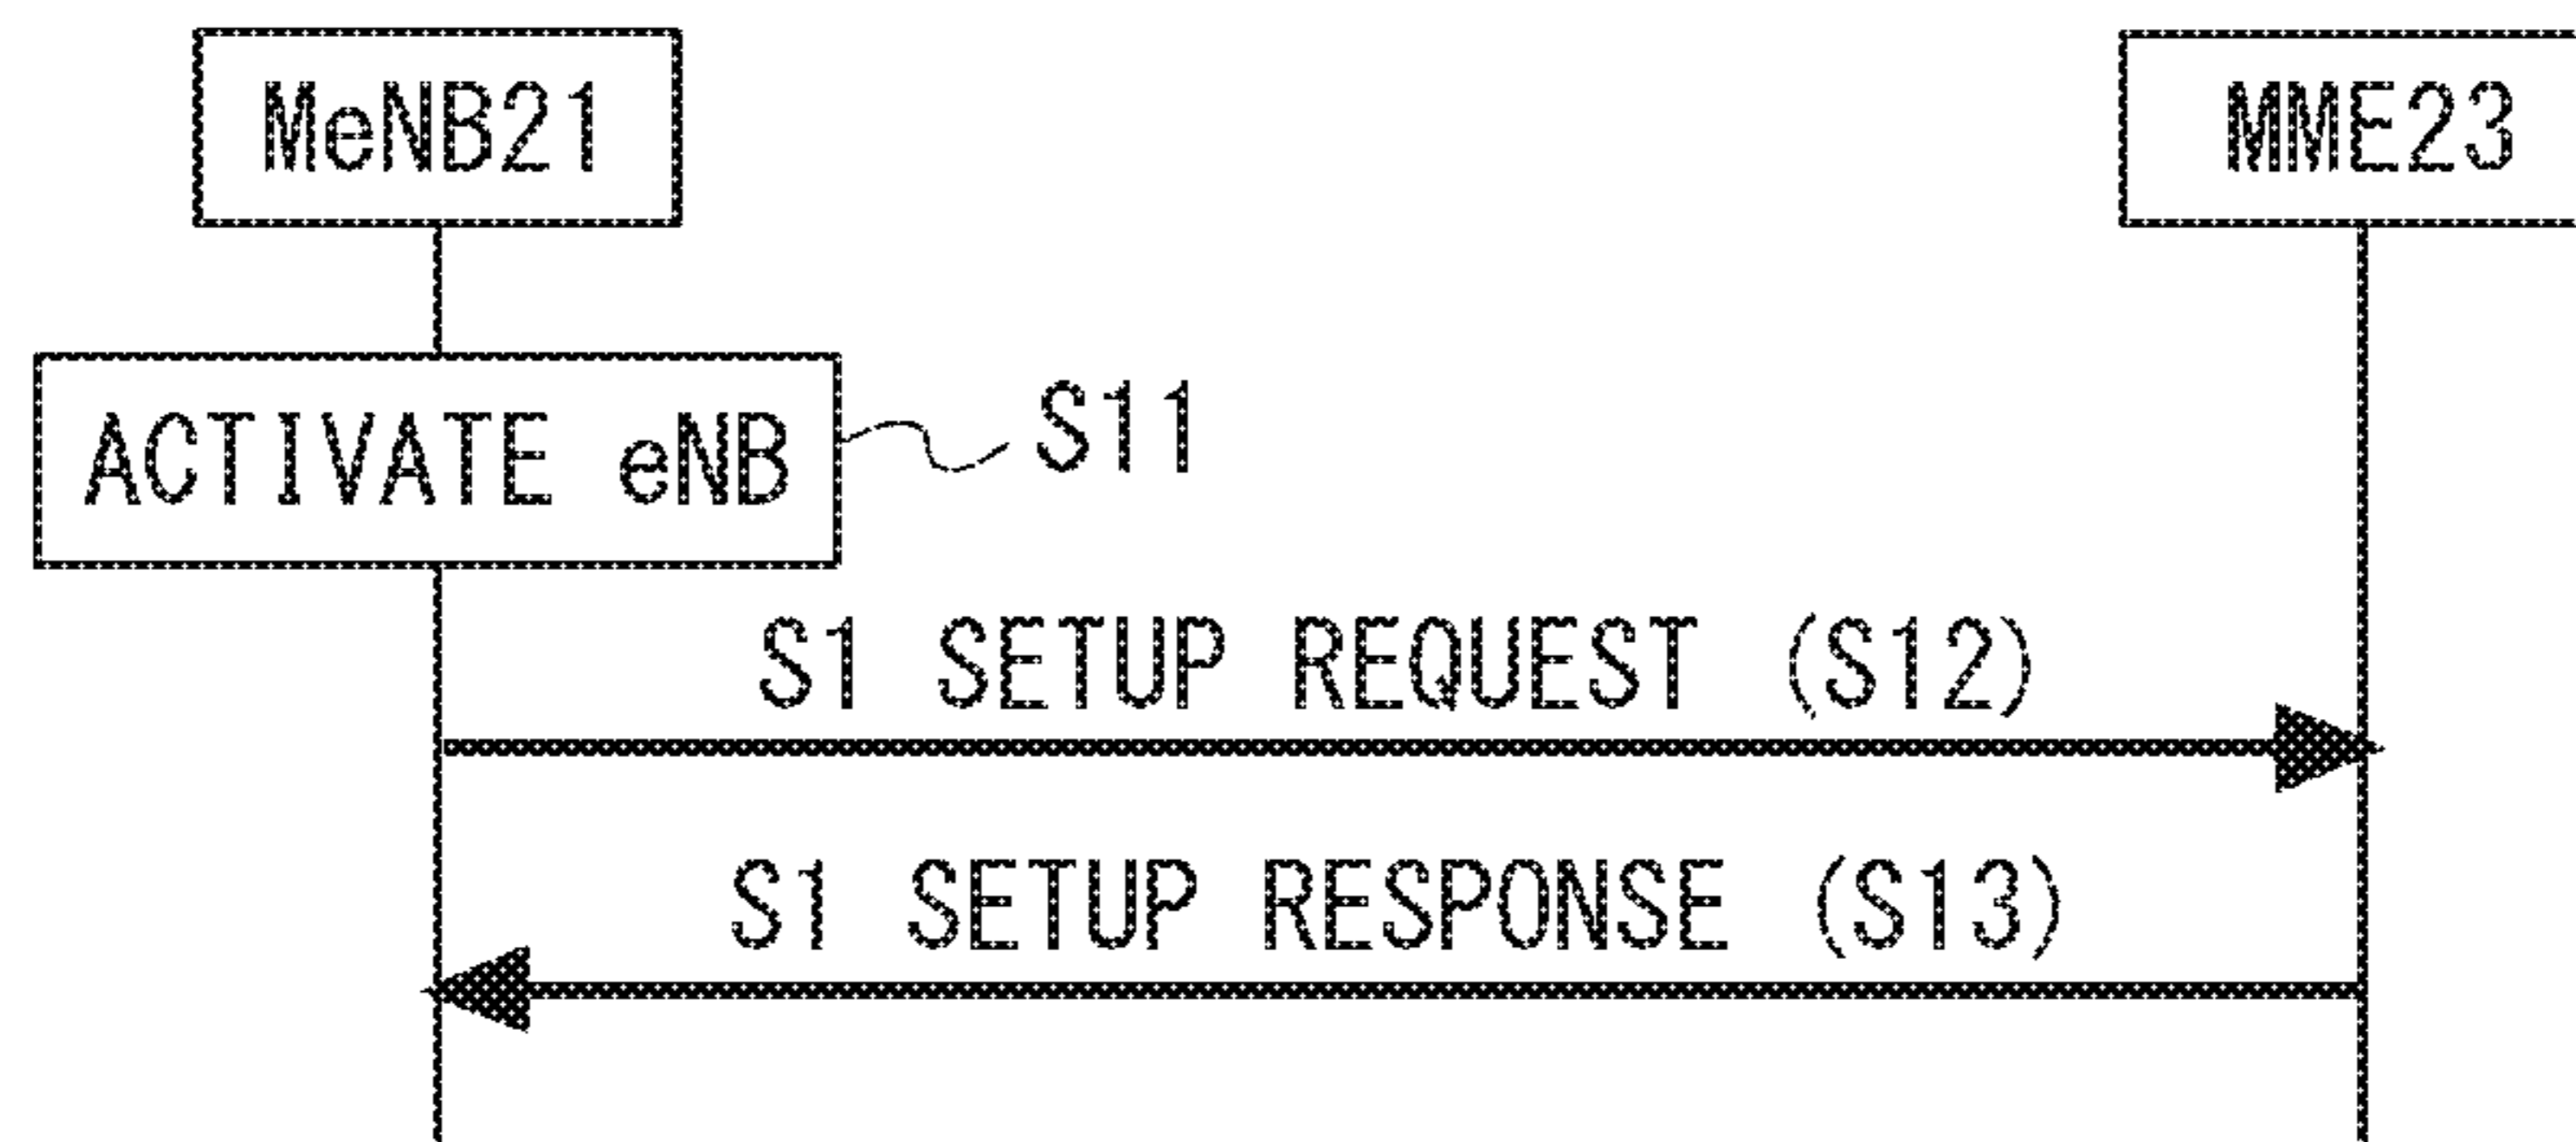 MeNB21
MME23
ACTIVATE eNB
S11
S1 SETUP REQUEST (S12)
S1 SETUP RESPONSE (S13)